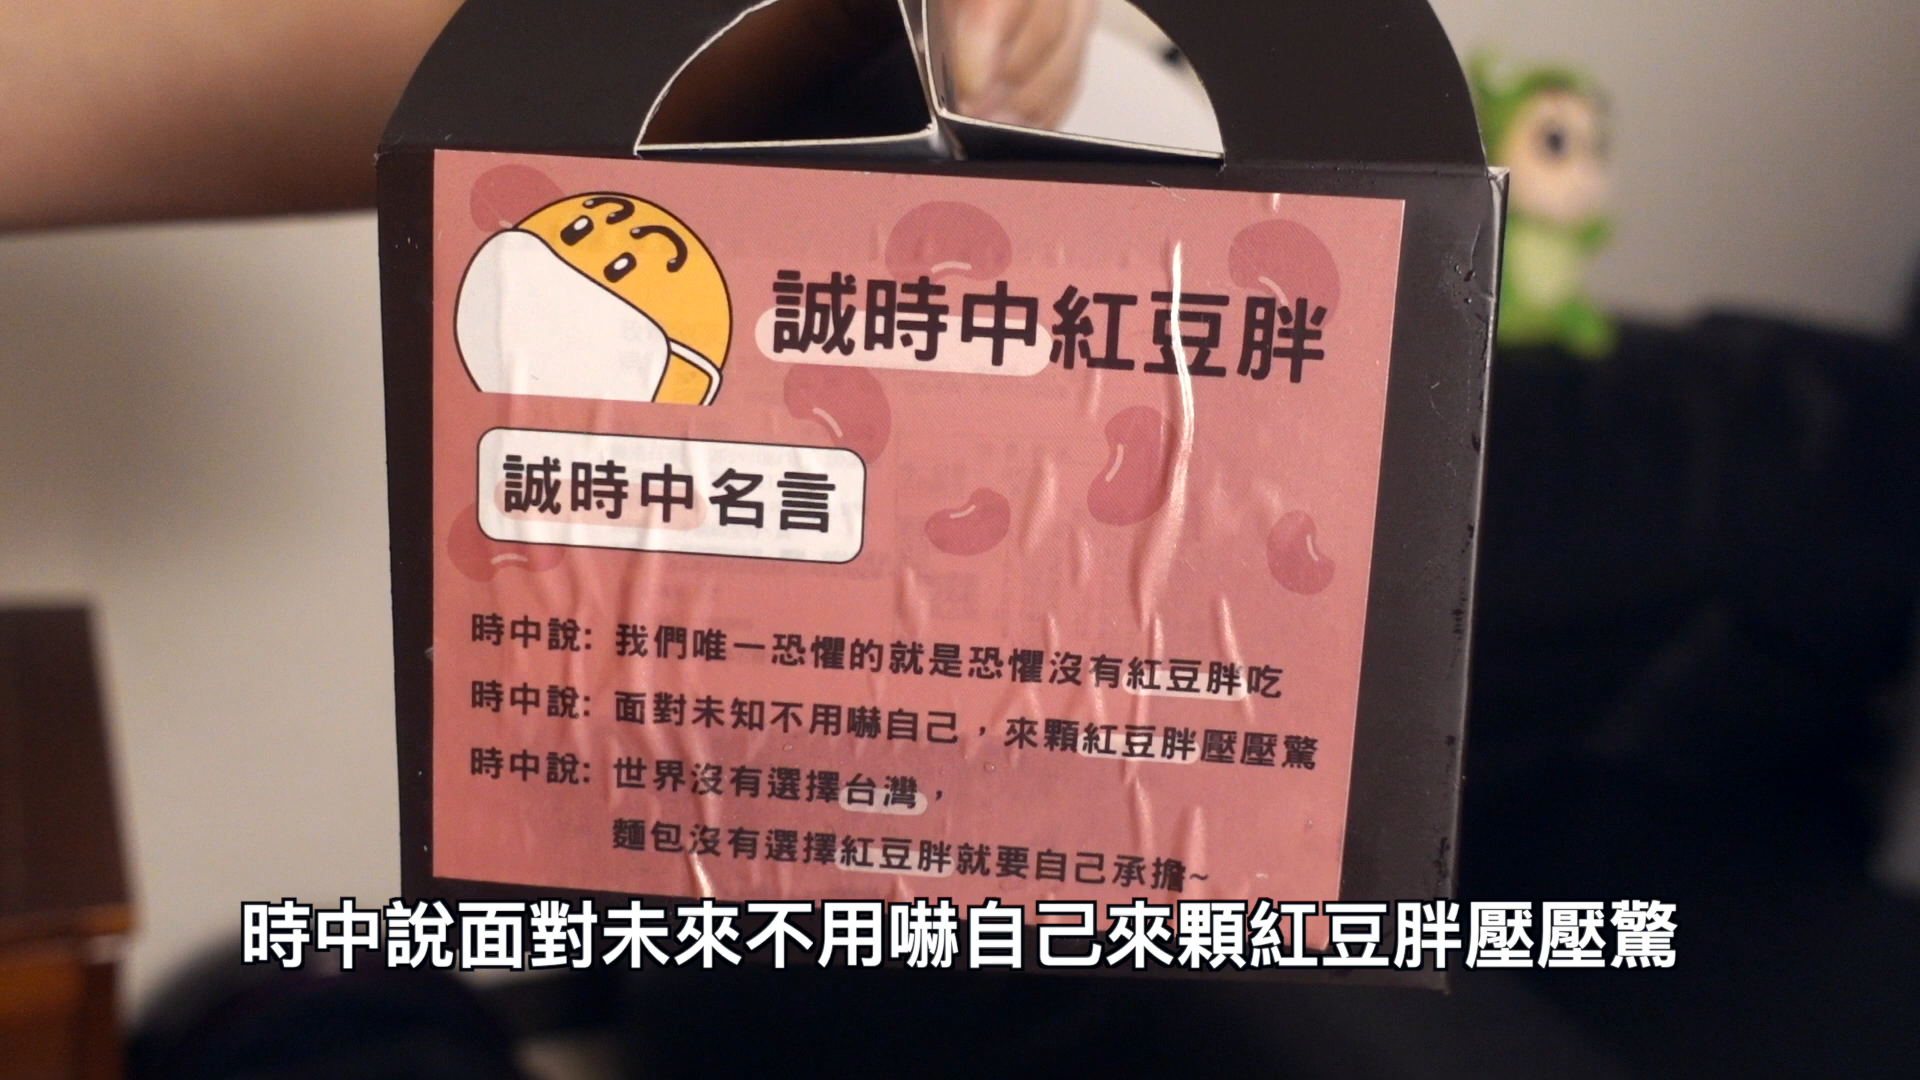 誠時中紅豆胖
誠時中名言
時中說: 我們唯一恐懼的就是恐懼沒有紅豆胖吃
時中說: 面對未知不用嚇自己，來顆紅豆胖壓壓驚
時中說: 世界沒有選擇台灣，
麵包沒有選擇紅豆胖就要自己承擔~
時中說面對未來不用嚇自己來顆紅豆胖壓壓驚